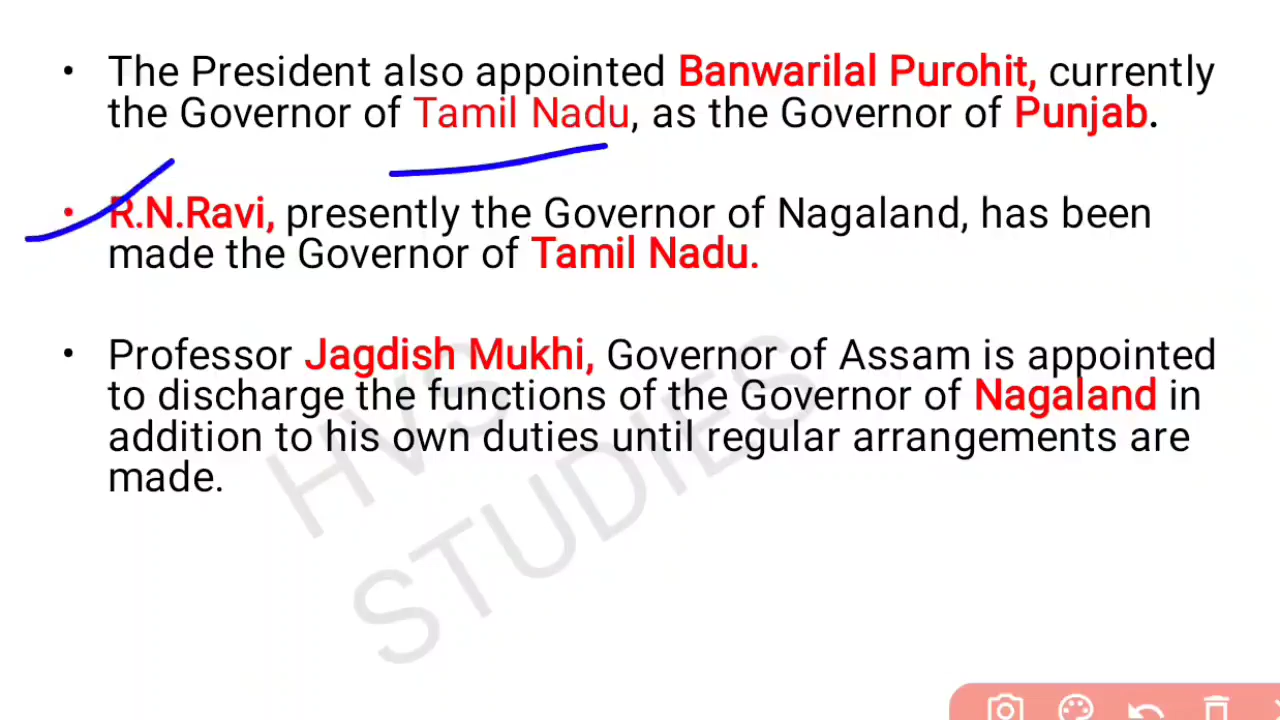 • The President also appointed Banwarilal Purohit, currently
the Governor of Tamil Nadu, as the Governor of Punjab.
• R.N.Ravi, presently the Governor of Nagaland, has been
made the Governor of Tamil Nadu.
• Professor Jagdish Mukhi, Governor of Assam is appointed
to discharge the functions of the Governor of Nagaland in
addition to his own duties until regular arrangements are
made.
HVS
STUDIES